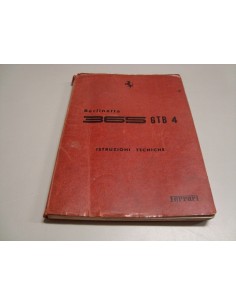 Berlinetta
365 GTB 4
ISTRUZIONI TECNICHE
FERRARI